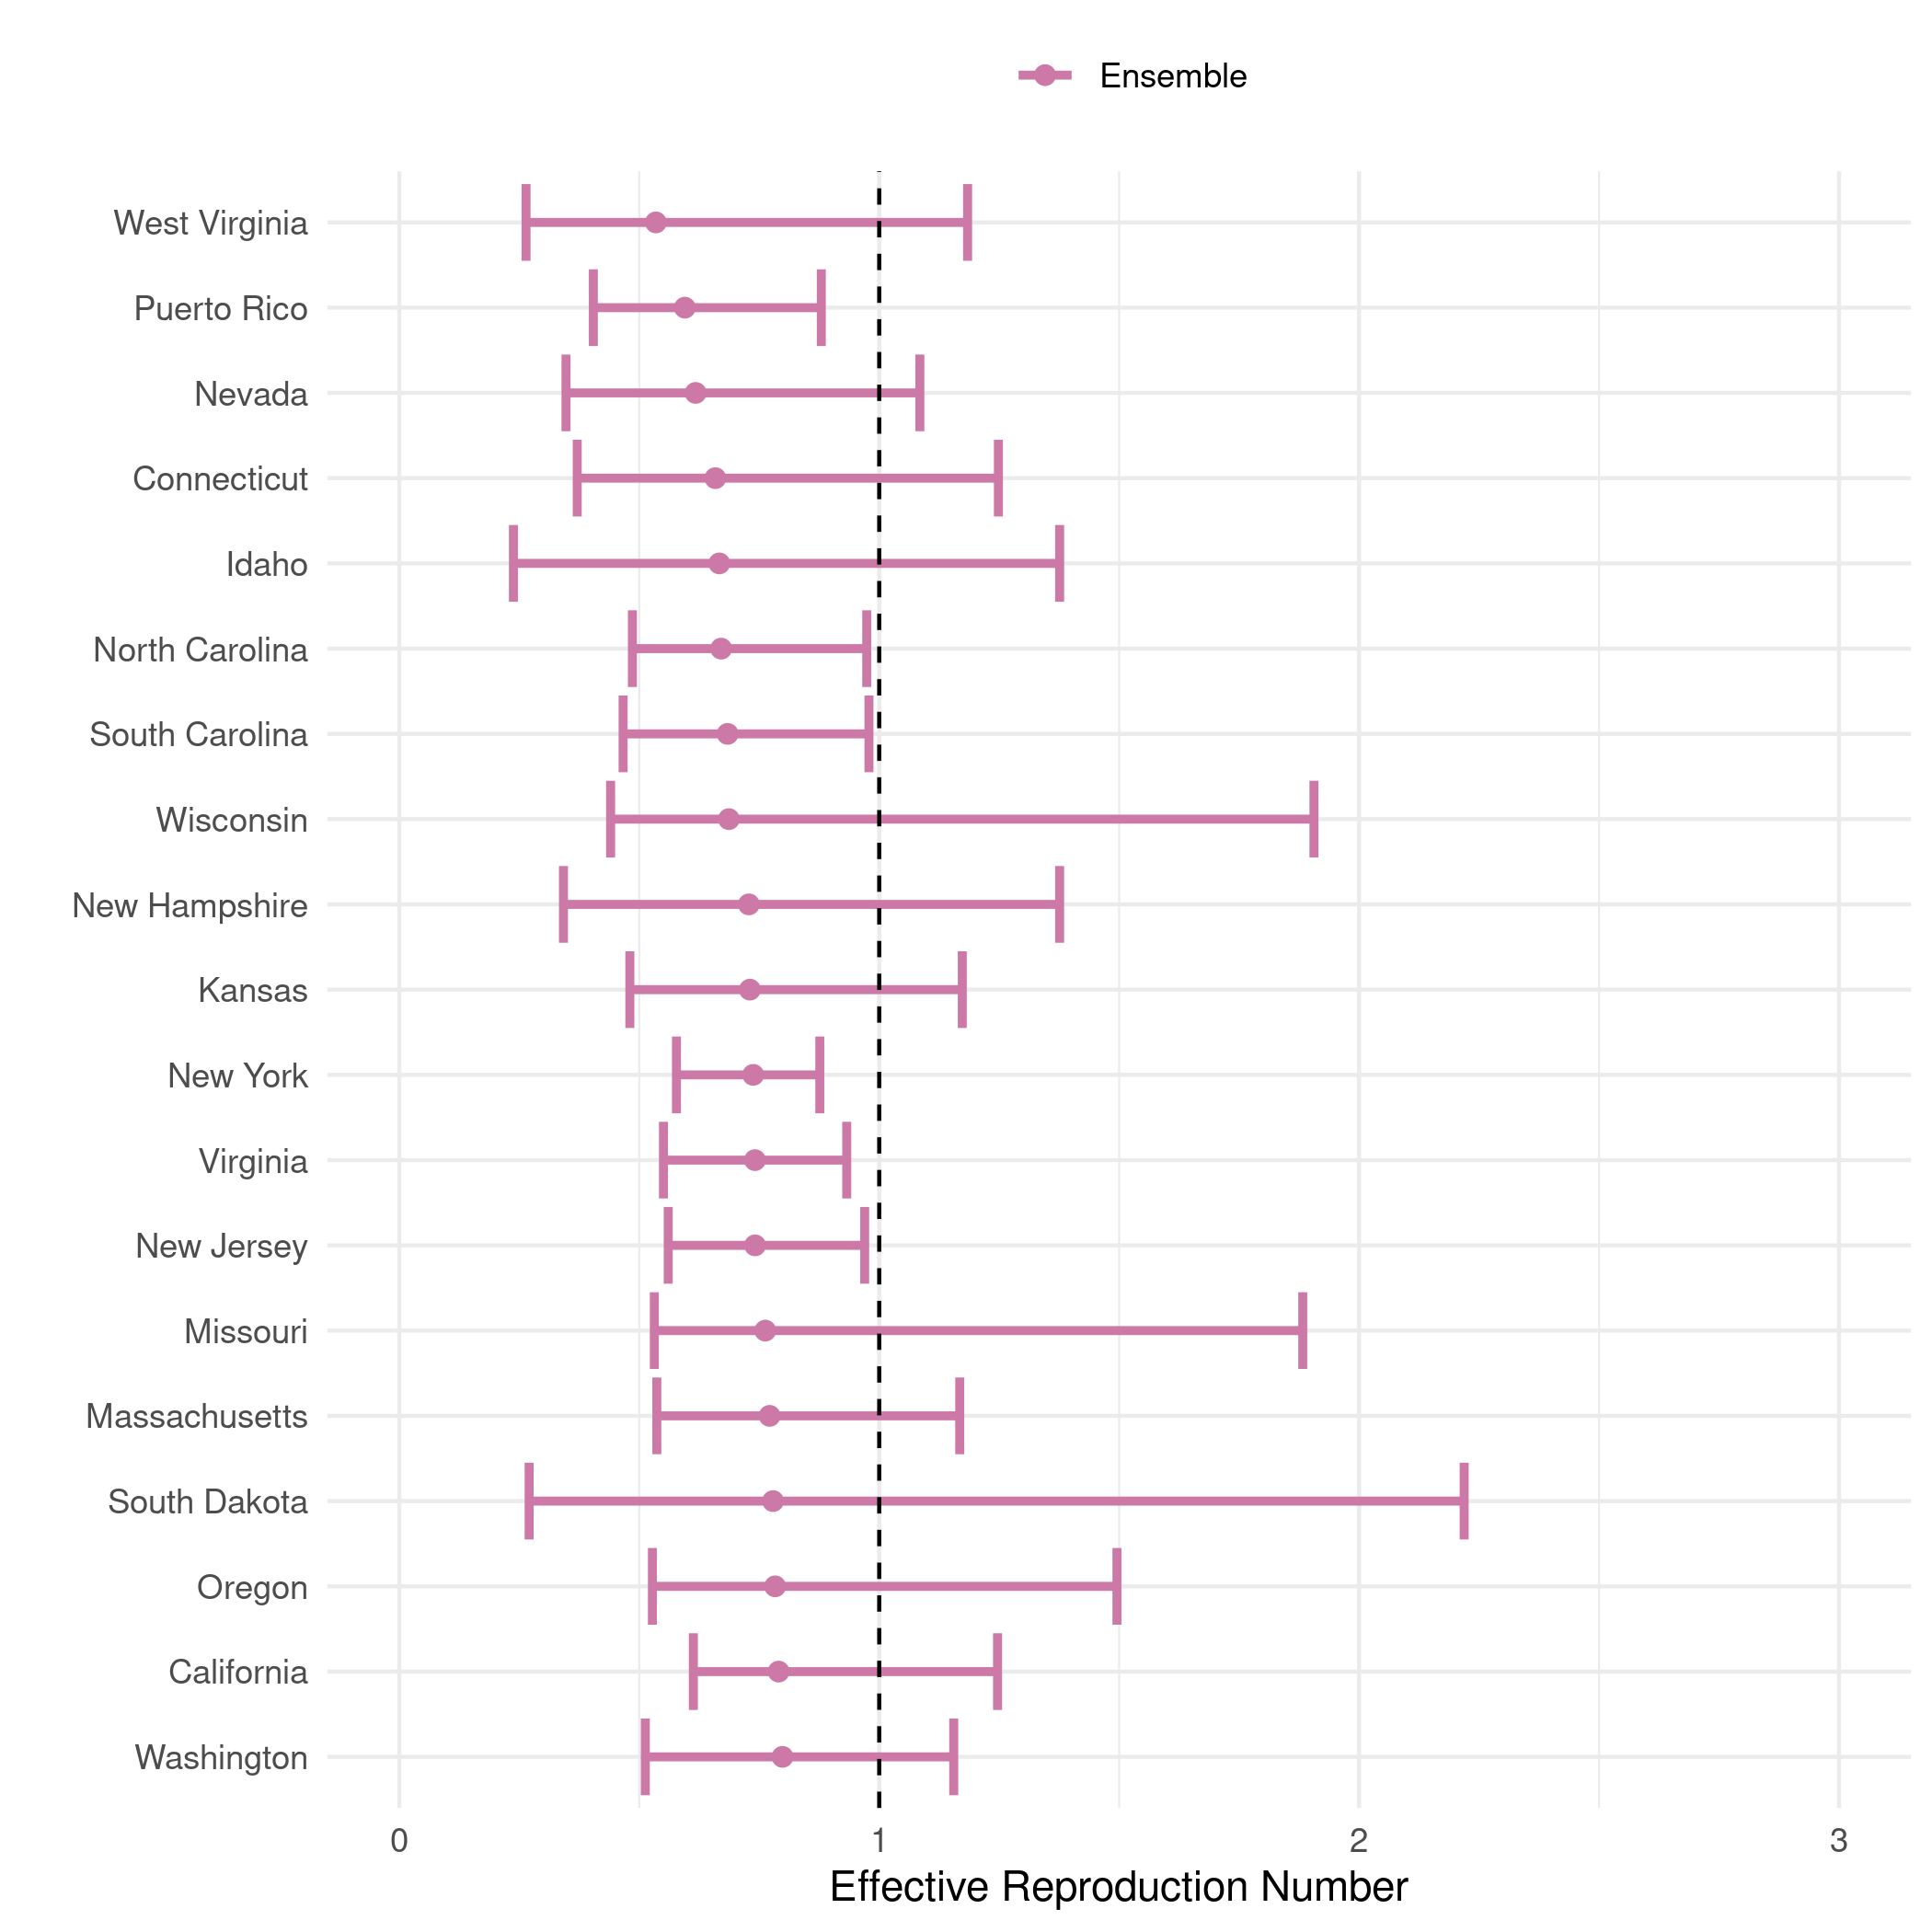 Ensemble
West Virginia
Puerto Rico
Nevada
Connecticut
Idaho
North Carolina
South Carolina
Wisconsin
New Hampshire
Kansas
New York
Virginia
New Jersey
Missouri
Massachusetts
South Dakota
Oregon
California
Washington
0 1 2 3
Effective Reproduction Number